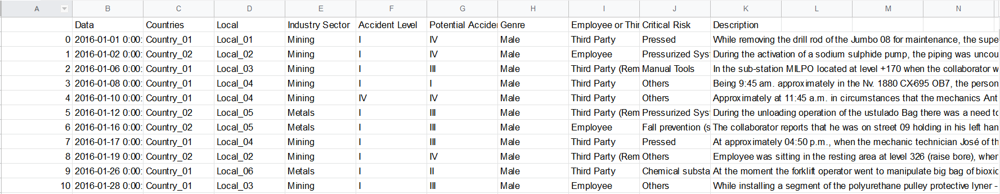 A B C D E F G H I J K L M N
Data Countries Local Industry Sector Accident Level Potential Accider Genre Employee or Thir Critical Risk Description
0 2016-01-01 0:00: Country_01 Local_01 Mining I IV Male Third Party Pressed While removing the drill rod of the Jumbo 08 for maintenance, the supe
1 2016-01-02 0:00: Country_02 Local_02 Mining I IV Male Employee Pressurized Sys During the activation of a sodium sulphide pump, the piping was uncou
2 2016-01-06 0:00: Country_01 Local_03 Mining I III Male Third Party (Rem Manual Tools In the sub-station MILPO located at level +170 when the collaborator w
3 2016-01-08 0:00: Country_01 Local_04 Mining I I Male Third Party Others Being 9:45 am. approximately in the Nv. 1880 CX-695 OB7, the person
4 2016-01-10 0:00: Country_01 Local_04 Mining IV IV Male Third Party Others Approximately at 11:45 a.m. in circumstances that the mechanics Ant
5 2016-01-12 0:00: Country_02 Local_05 Metals I III Male Third Party (Rem Pressurized Sys During the unloading operation of the ustulado Bag there was a need to
6 2016-01-16 0:00: Country_02 Local_05 Metals I III Male Employee Fall prevention (s The collaborator reports that he was on street 09 holding in his left han
7 2016-01-17 0:00: Country_01 Local_04 Mining I III Male Third Party Pressed At approximately 04:50 p.m., when the mechanic technician José of th
8 2016-01-19 0:00: Country_02 Local_02 Mining I IV Male Third Party (Rem Others Employee was sitting in the resting area at level 326 (raise bore), wher
9 2016-01-26 0:00: Country_01 Local_06 Metals I II Male Third Party Chemical substa At the moment the forklift operator went to manipulate big bag of bioxid
10 2016-01-28 0:00: Country_01 Local_03 Mining I III Male Employee Others While installing a segment of the polyurethane pulley protective lyner -